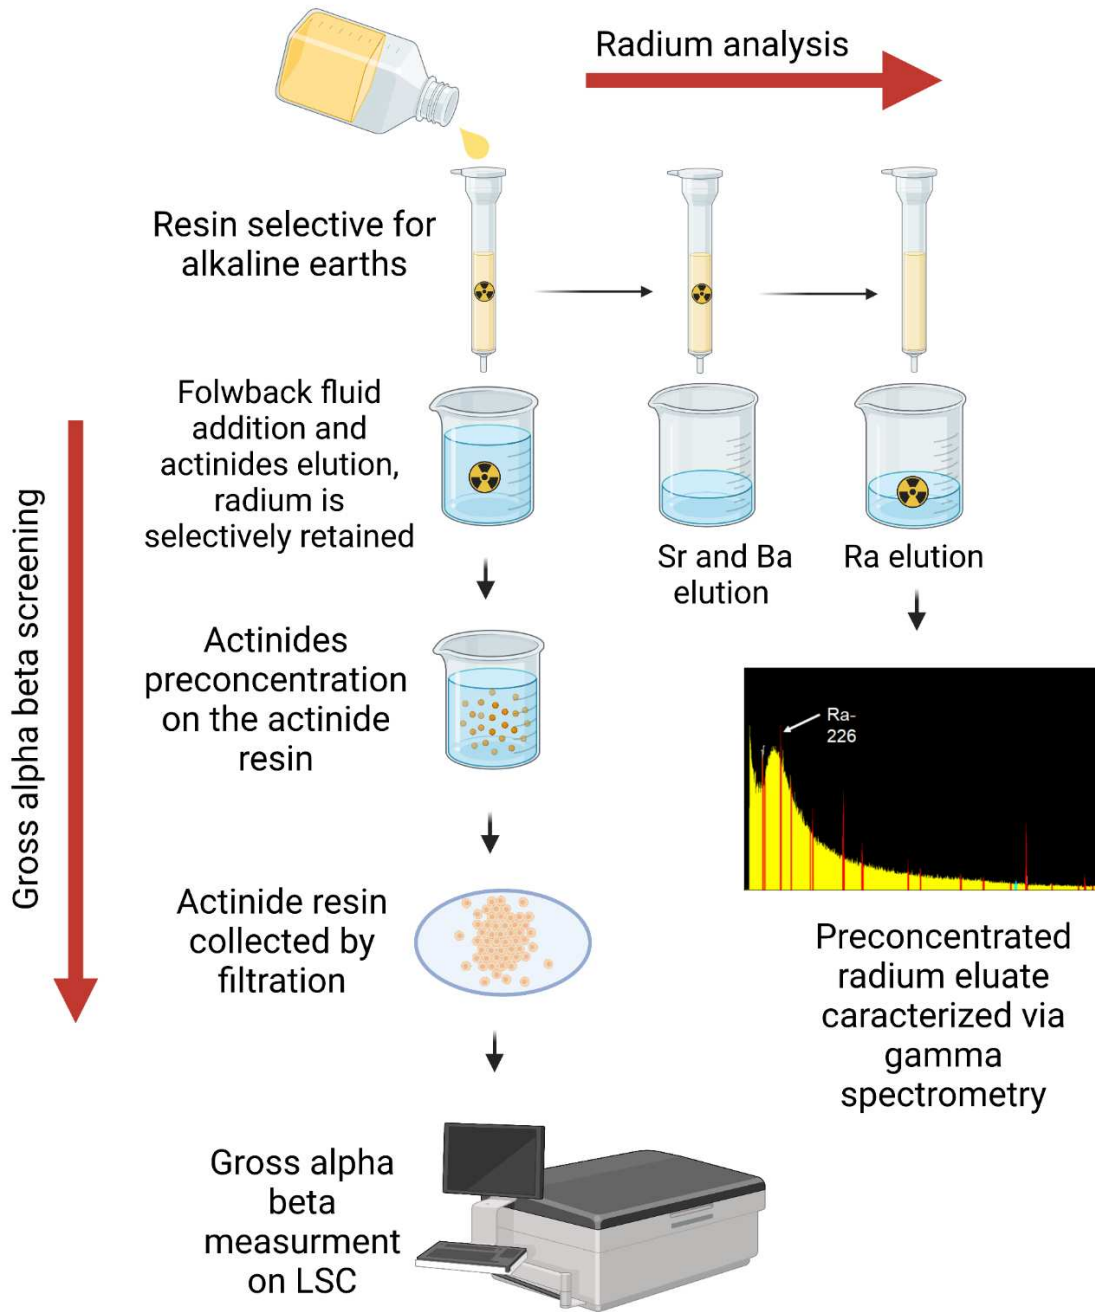 Radium analysis
Resin selective for
alkaline earths
Folwback fluid
addition and
actinides elution,
radium is
selectively retained
Sr and Ba
elution
Ra elution
Gross alpha beta screening
Actinides
preconcentration
on the actinide
resin
Ra-
226
Actinide resin
collected by
filtration
Preconcentrated
radium eluate
caracterized via
gamma
spectrometry
Gross alpha
beta
measurment
on LSC